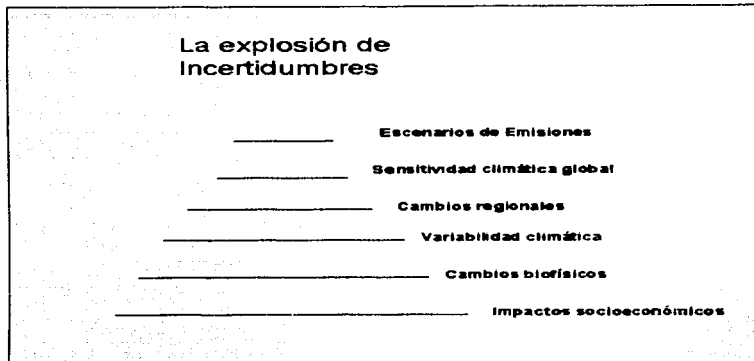 La explosión de
Incertidumbres
Escenarios de Emisiones
Sensitividad climática global
Cambios regionales
Variabilidad climática
Cambios biofísicos
Impactos socioeconómicos